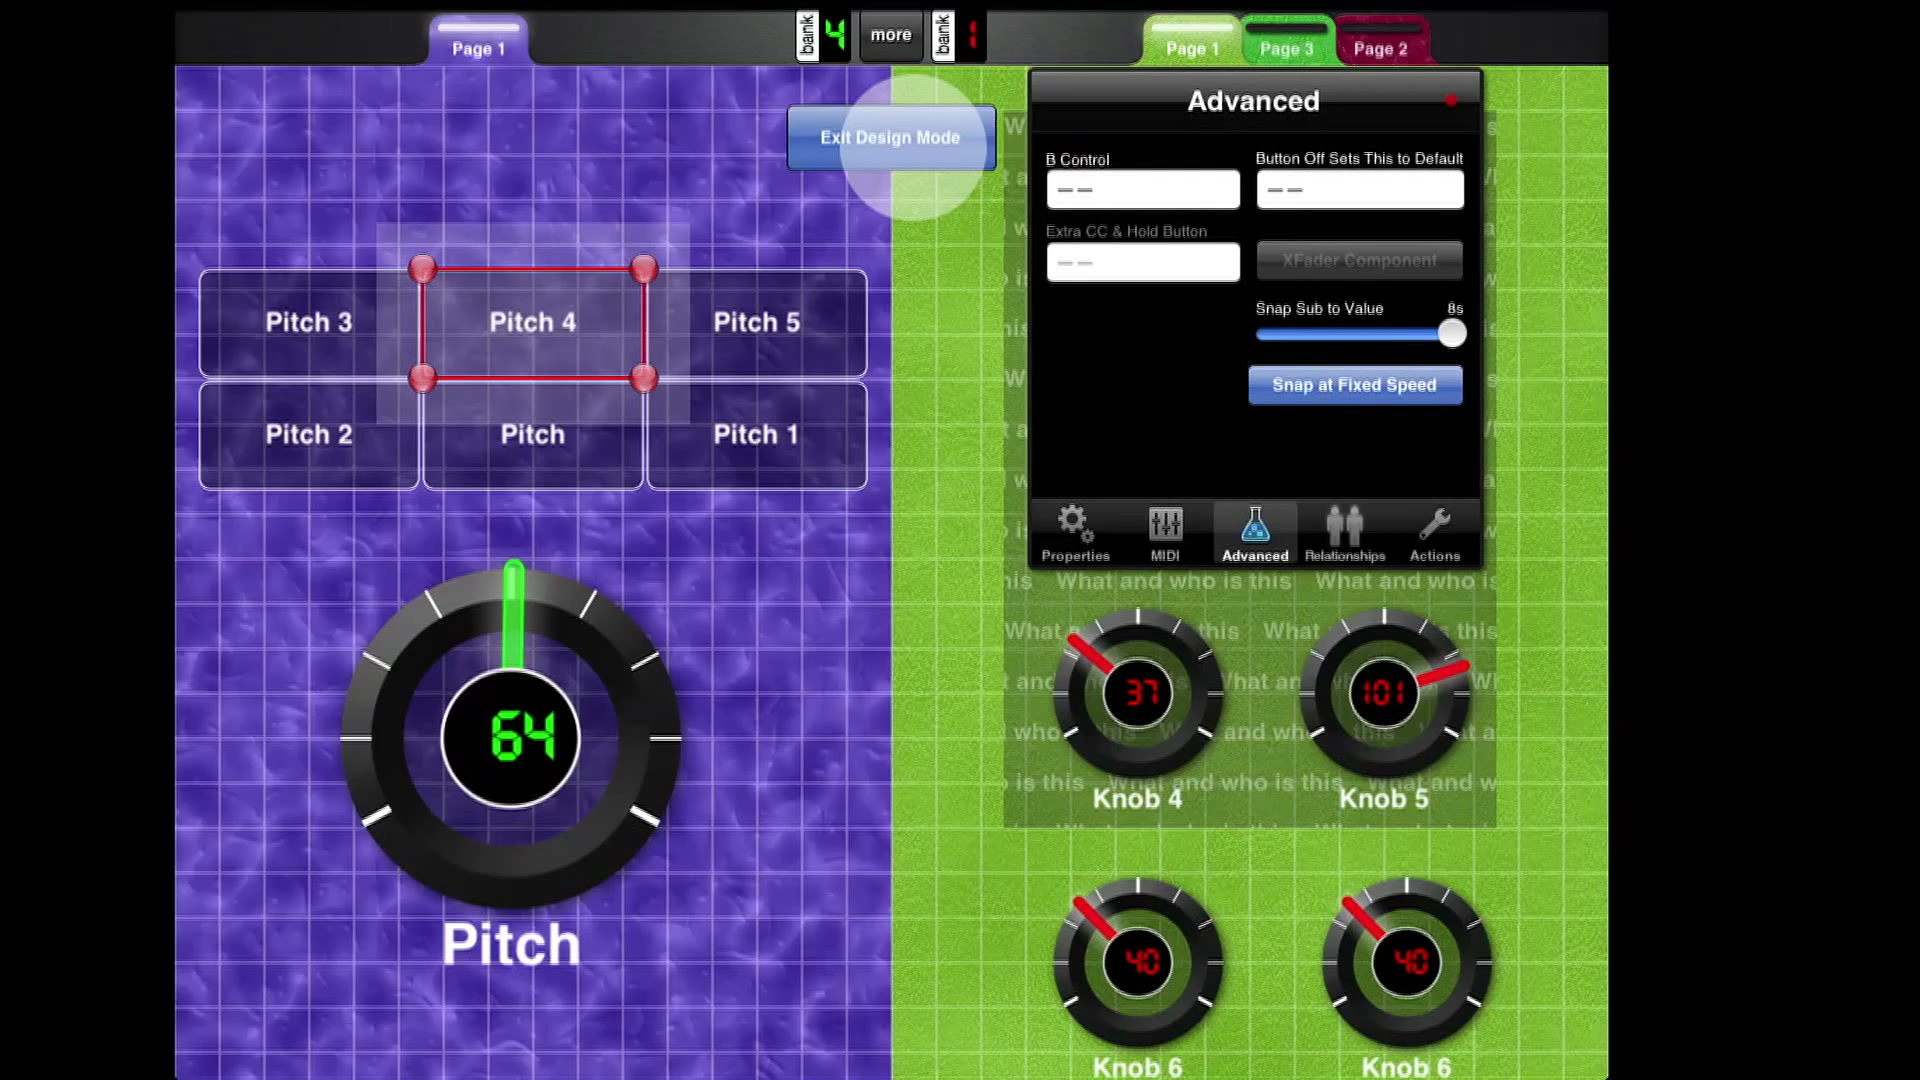 Page 1
bank
4
more
bank
1
Page 1
Page 3
Page 2
Exit Design Mode
Advanced
B Control
Button Off Sets This to Default
Extra CC & Hold Button
XFader Component
Snap Sub to Value
8s
Snap at Fixed Speed
Pitch 3
Pitch 4
Pitch 5
Pitch 2
Pitch
Pitch 1
Properties
MIDI
Advanced
Relationships
Actions
this What and who is this What and who is
64
Pitch
37
Knob 4
101
Knob 5
40
Knob 6
40
Knob 6